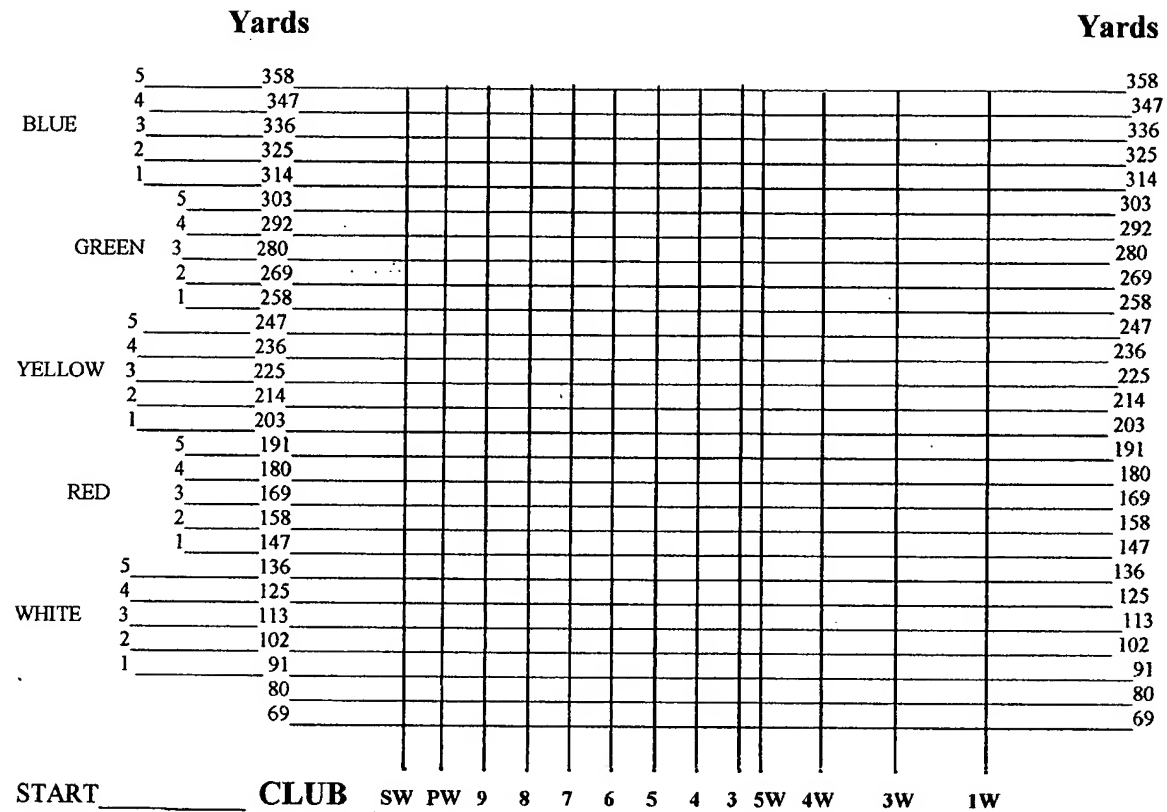 Yards Yards
5 358 358
4 347 347
BLUE 3 336 336
2 325 325
1 314 314
5 303 303
4 292 292
GREEN 3 280 280
2 269 269
1 258 258
5 247 247
4 236 236
YELLOW 3 225 225
2 214 214
1 203 203
5 191 191
4 180 180
RED 3 169 169
2 158 158
1 147 147
5 136 136
4 125 125
WHITE 3 113 113
2 102 102
1 91 91
80 80
69 69
START CLUB SW PW 9 8 7 6 5 4 3 5W 4W 3W 1W